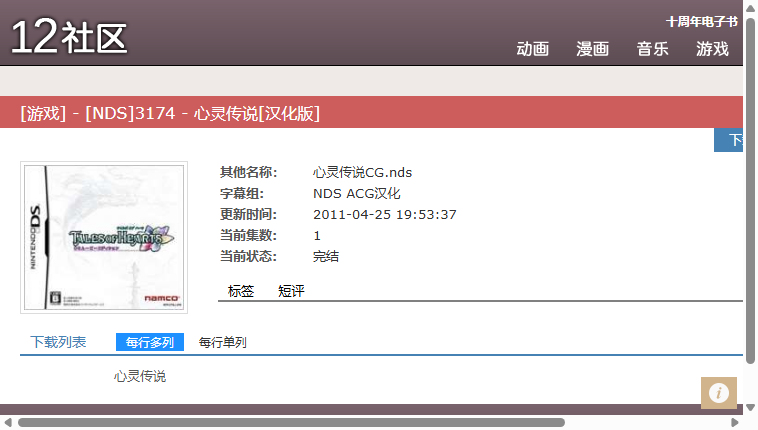 12社区
十周年电子书
动画 漫画 音乐 游戏
[游戏] - [NDS]3174 - 心灵传说[汉化版]
NINTENDO DS
TALES OF HEARTS
namco
其他名称: 心灵传说CG.nds
字幕组: NDS ACG汉化
更新时间: 2011-04-25 19:53:37
当前集数: 1
当前状态: 完结
标签 短评
下载列表 每行多列 每行单列
心灵传说